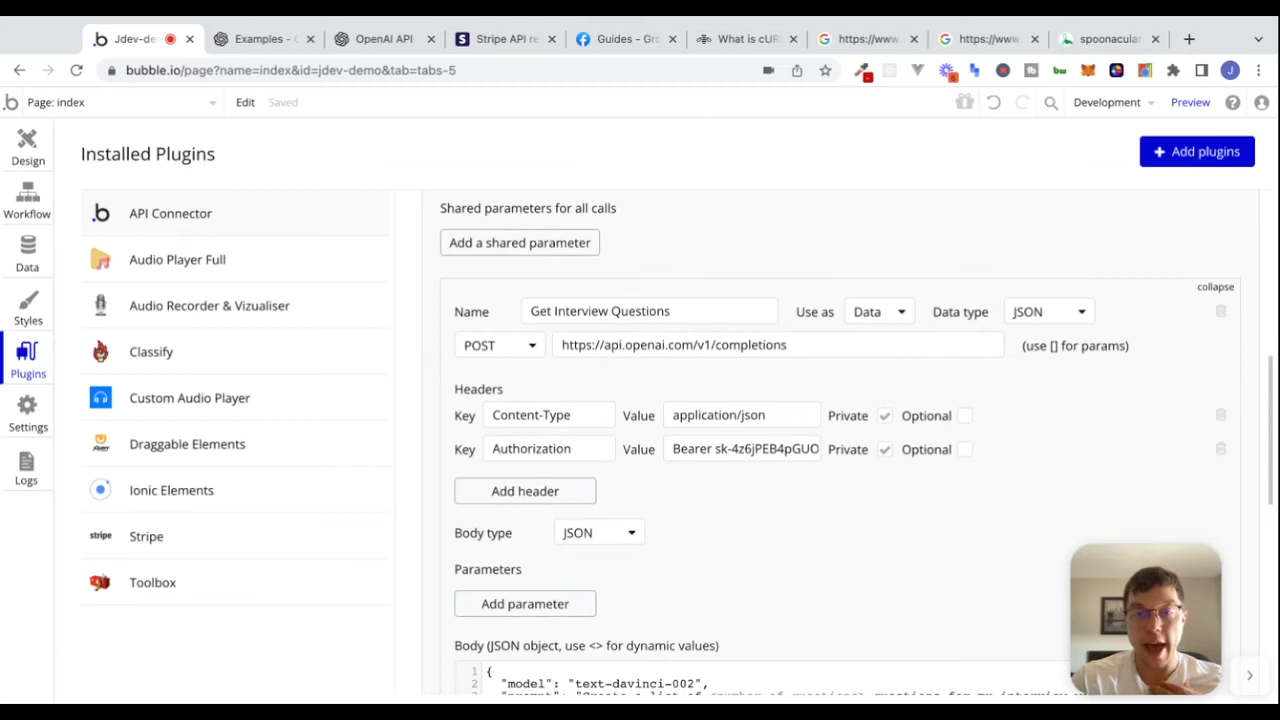 Jdev-de
Examples - 
OpenAI API
Stripe API re
Guides - Gro
What is cUR
https://www
https://www
spoonacular
bubble.io/page?name=index&id=jdev-demo&tab=tabs-5
Page: index
Edit
Saved
Development
Preview
Design
Workflow
Data
Styles
Plugins
Settings
Logs
Installed Plugins
+ Add plugins
API Connector
Audio Player Full
Audio Recorder & Vizualiser
Classify
Custom Audio Player
Draggable Elements
Ionic Elements
stripe Stripe
Toolbox
Shared parameters for all calls
Add a shared parameter
collapse
Name Get Interview Questions Use as Data Data type JSON
POST https://api.openai.com/v1/completions (use [] for params)
Headers
Key Content-Type Value application/json Private Optional
Key Authorization Value Bearer sk-4z6jPEB4pGUO Private Optional
Add header
Body type JSON
Parameters
Add parameter
Body (JSON object, use <> for dynamic values)
1 {
2 "model": "text-davinci-002",